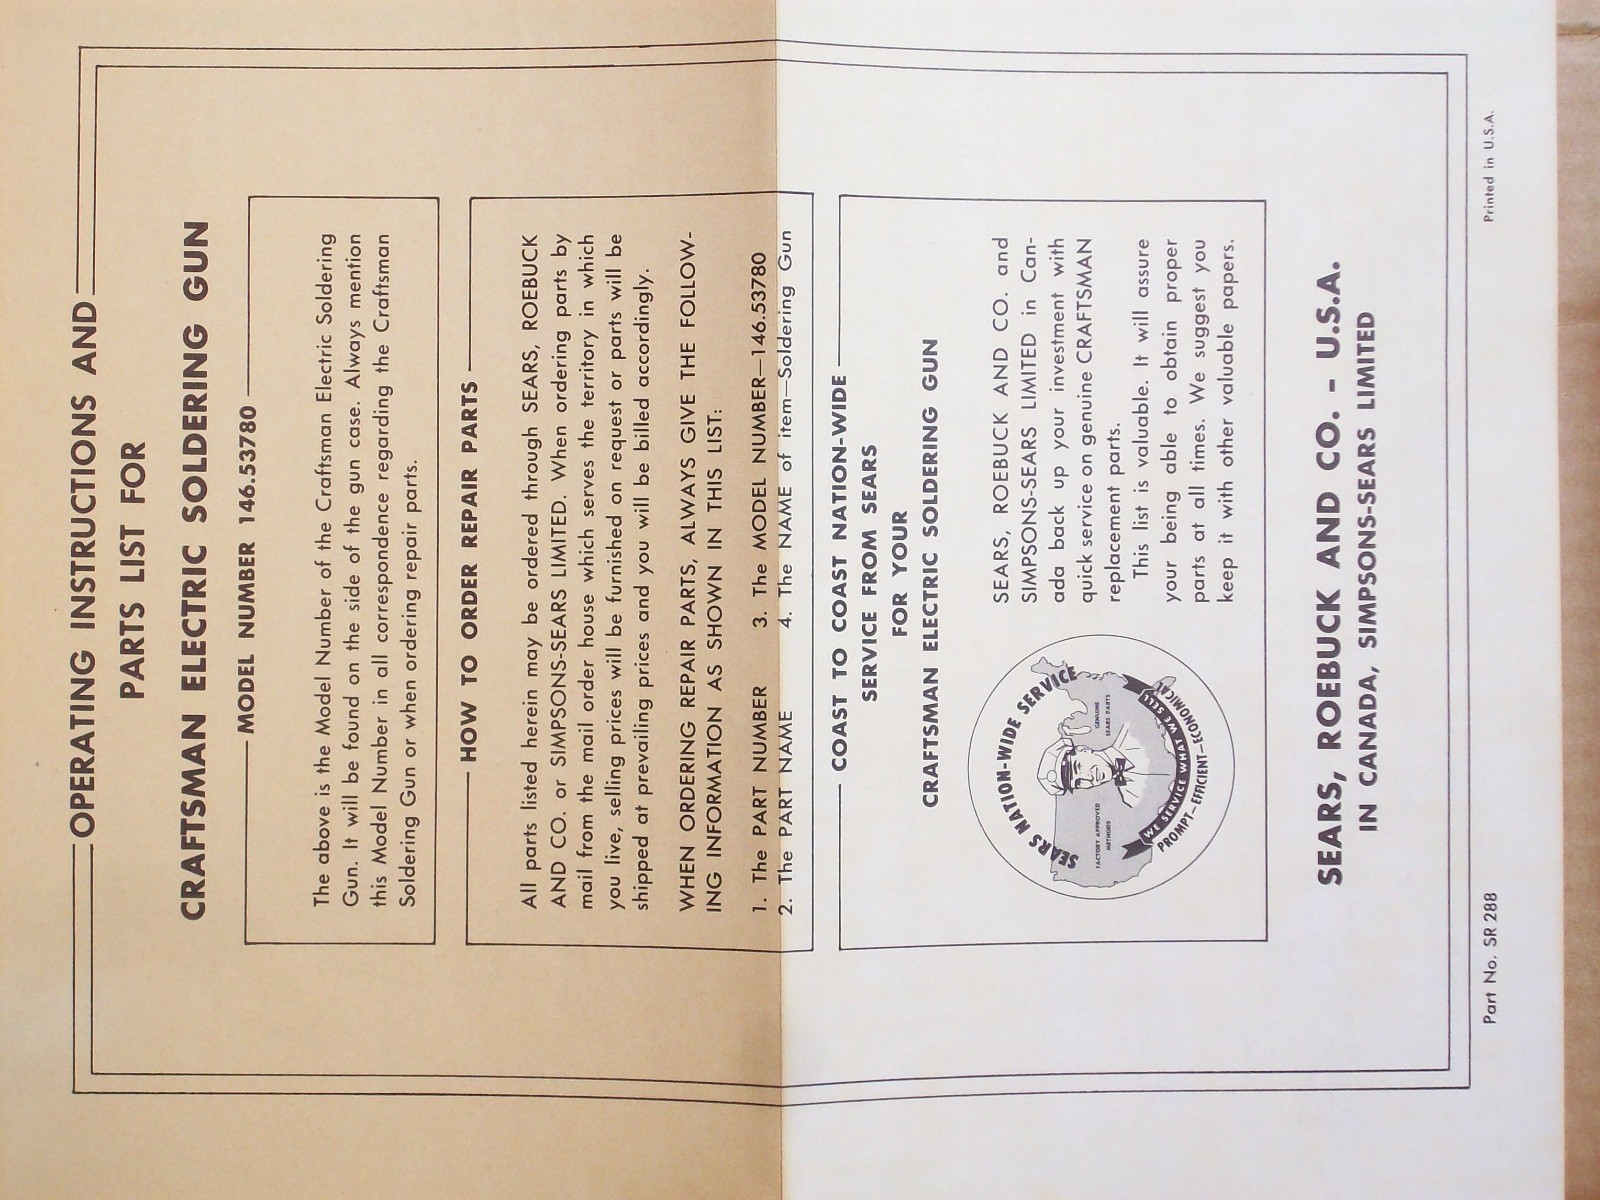 OPERATING INSTRUCTIONS AND
PARTS LIST FOR
CRAFTSMAN ELECTRIC SOLDERING GUN
MODEL NUMBER 146.53780
The above is the Model Number of the Craftsman Electric Soldering
Gun. It will be found on the side of the gun case. Always mention
this Model Number in all correspondence regarding the Craftsman
Soldering Gun or when ordering repair parts.
HOW TO ORDER REPAIR PARTS
All parts listed herein may be ordered through SEARS, ROEBUCK
AND CO. or SIMPSONS-SEARS LIMITED. When ordering parts by
mail from the mail order house which serves the territory in which
you live, selling prices will be furnished on request or parts will be
shipped at prevailing prices and you will be billed accordingly.
WHEN ORDERING REPAIR PARTS, ALWAYS GIVE THE FOLLOW-
ING INFORMATION AS SHOWN IN THIS LIST:
1. The PART NUMBER 3. The MODEL NUMBER—146.53780
2. The PART NAME 4. The NAME of item—Soldering Gun
COAST TO COAST NATION-WIDE
SERVICE FROM SEARS
FOR YOUR
CRAFTSMAN ELECTRIC SOLDERING GUN
SEARS NATION-WIDE SERVICE
FACTORY APPROVED
METHODS
GENUINE
SEARS PARTS
WE SERVICE WHAT WE SELL
PROMPT—EFFICIENT—ECONOMICAL
SEARS, ROEBUCK AND CO. and
SIMPSONS-SEARS LIMITED in Can-
ada back up your investment with
quick service on genuine CRAFTSMAN
replacement parts.
This list is valuable. It will assure
your being able to obtain proper
parts at all times. We suggest you
keep it with other valuable papers.
SEARS, ROEBUCK AND CO. - U.S.A.
IN CANADA, SIMPSONS-SEARS LIMITED
Part No. SR 288 Printed in U.S.A.